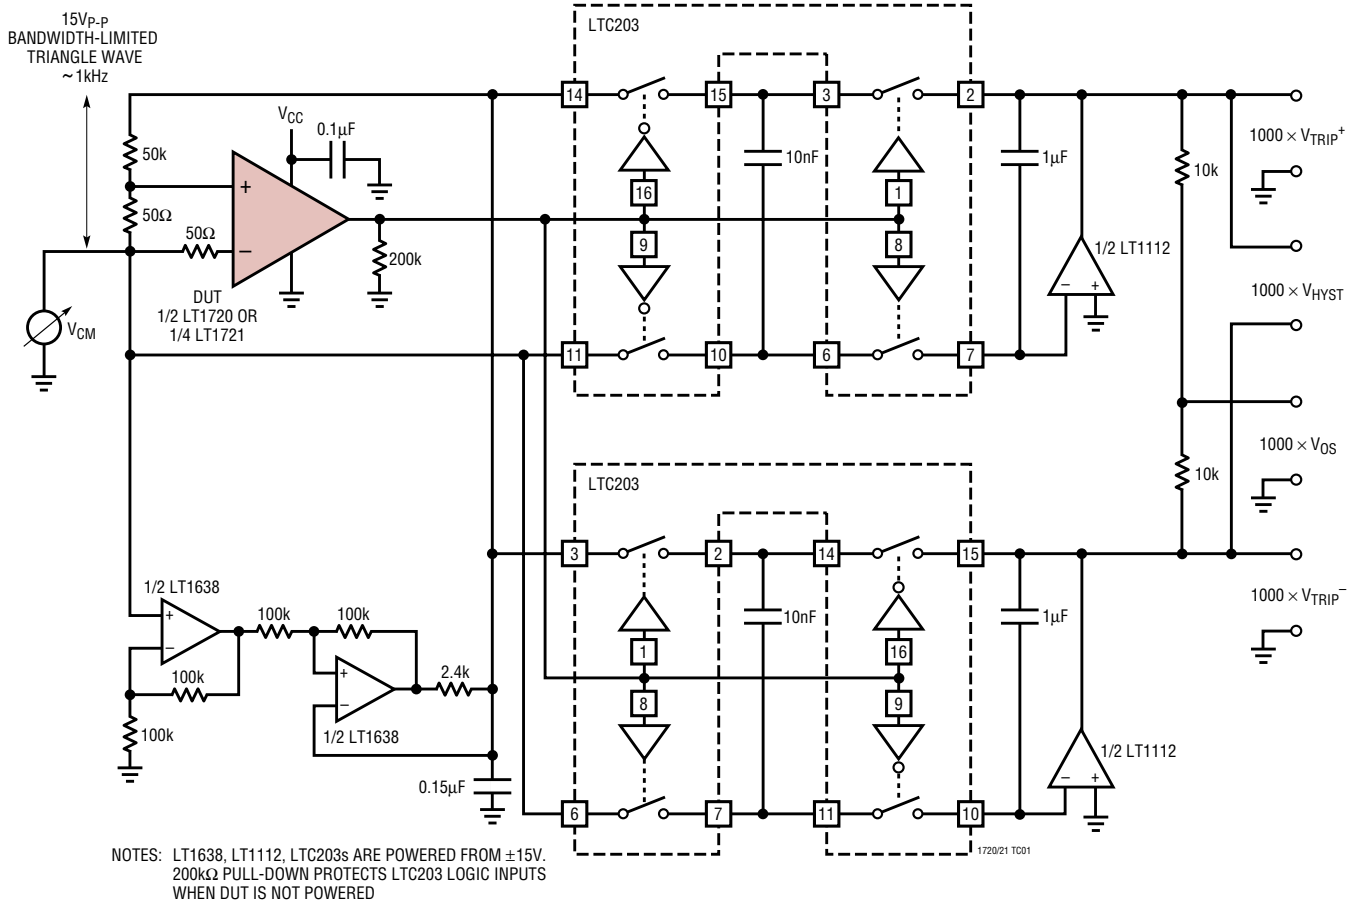 15VP-P
BANDWIDTH-LIMITED
TRIANGLE WAVE
~1kHz
50k
50Ω
50Ω
VCC
0.1µF
+
–
200k
DUT
1/2 LT1720 OR
1/4 LT1721
VCM
LTC203
14
15
3
2
16
1
9
8
11
10
6
7
10nF
1µF
1/2 LT1112
–
+
10k
10k
1000 × VTRIP+
1000 × VHYST
1000 × VOS
1000 × VTRIP–
LTC203
3
2
14
15
1
16
8
9
6
7
11
10
10nF
1µF
1/2 LT1112
–
+
1/2 LT1638
+
–
100k
100k
100k
100k
+
–
1/2 LT1638
2.4k
0.15µF
1720/21 TC01
NOTES: LT1638, LT1112, LTC203s ARE POWERED FROM ±15V.
200kΩ PULL-DOWN PROTECTS LTC203 LOGIC INPUTS
WHEN DUT IS NOT POWERED